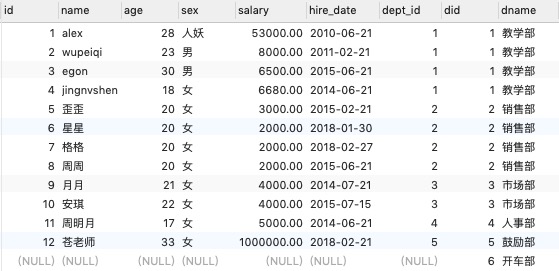 id name age sex salary hire_date dept_id did dname
1 alex 28 人妖 53000.00 2010-06-21 1 1 教学部
2 wupeiqi 23 男 8000.00 2011-02-21 1 1 教学部
3 egon 30 男 6500.00 2015-06-21 1 1 教学部
4 jingnvshen 18 女 6680.00 2014-06-21 1 1 教学部
5 歪歪 20 女 3000.00 2015-02-21 2 2 销售部
6 星星 20 女 2000.00 2018-01-30 2 2 销售部
7 格格 20 女 2000.00 2018-02-27 2 2 销售部
8 周周 20 女 2000.00 2015-06-21 2 2 销售部
9 月月 21 女 4000.00 2014-07-21 3 3 市场部
10 安琪 22 女 4000.00 2015-07-15 3 3 市场部
11 周明月 17 女 5000.00 2014-06-21 4 4 人事部
12 苍老师 33 女 1000000.00 2018-02-21 5 5 鼓励部
(NULL) (NULL) (NULL) (NULL) (NULL) (NULL) (NULL) 6 开车部